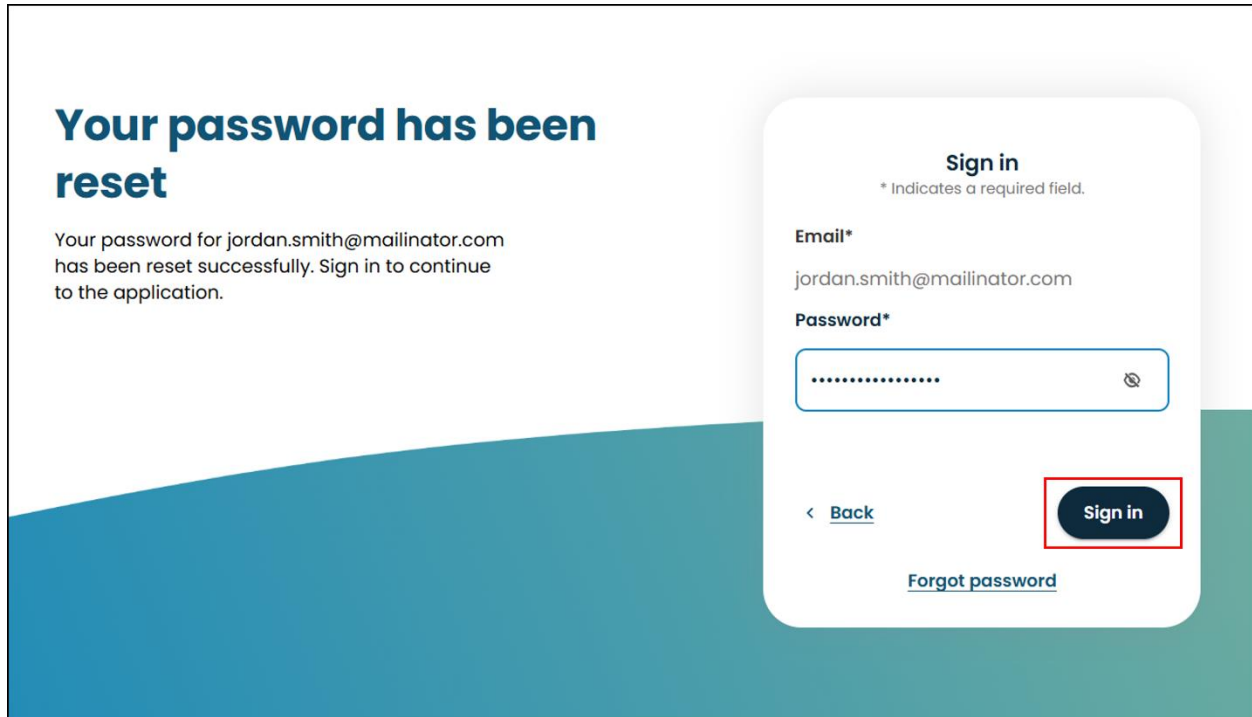 Your password has been
reset
Your password for jordan.smith@mailinator.com
has been reset successfully. Sign in to continue
to the application.
Sign in
* Indicates a required field.
Email*
jordan.smith@mailinator.com
Password*
•••••••••••••••••
Back
Sign in
Forgot password